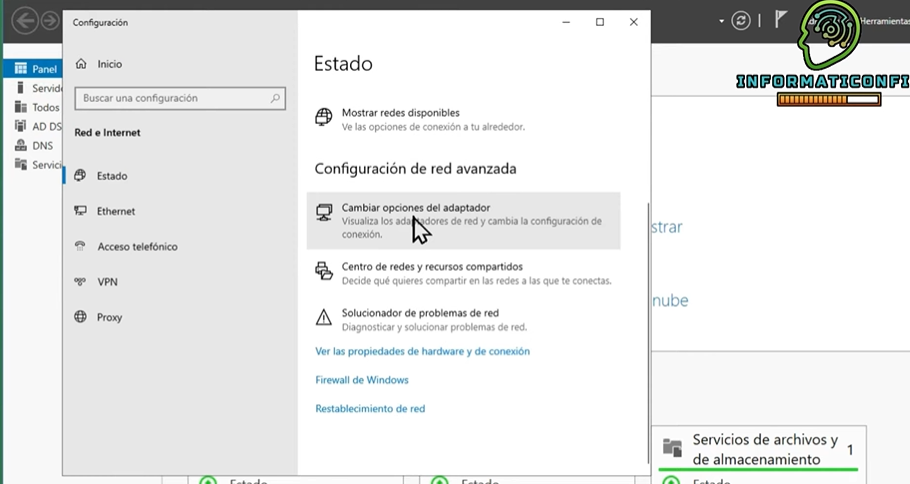 Configuración
Herramientas
INFORMATICONFI
Inicio
Buscar una configuración
Red e Internet
Estado
Ethernet
Acceso telefónico
VPN
Proxy
Panel
Todos
AD DS
DNS
Estado
Mostrar redes disponibles
Ve las opciones de conexión a tu alrededor.
Configuración de red avanzada
Cambiar opciones del adaptador
Visualiza los adaptadores de red y cambia la configuración de
conexión.
Centro de redes y recursos compartidos
Decide qué quieres compartir en las redes a las que te conectas.
Solucionador de problemas de red
Diagnosticar y solucionar problemas de red.
Ver las propiedades de hardware y de conexión
Firewall de Windows
Restablecimiento de red
strar
nube
Servicios de archivos y
de almacenamiento
1
Estado
Estado
Estado